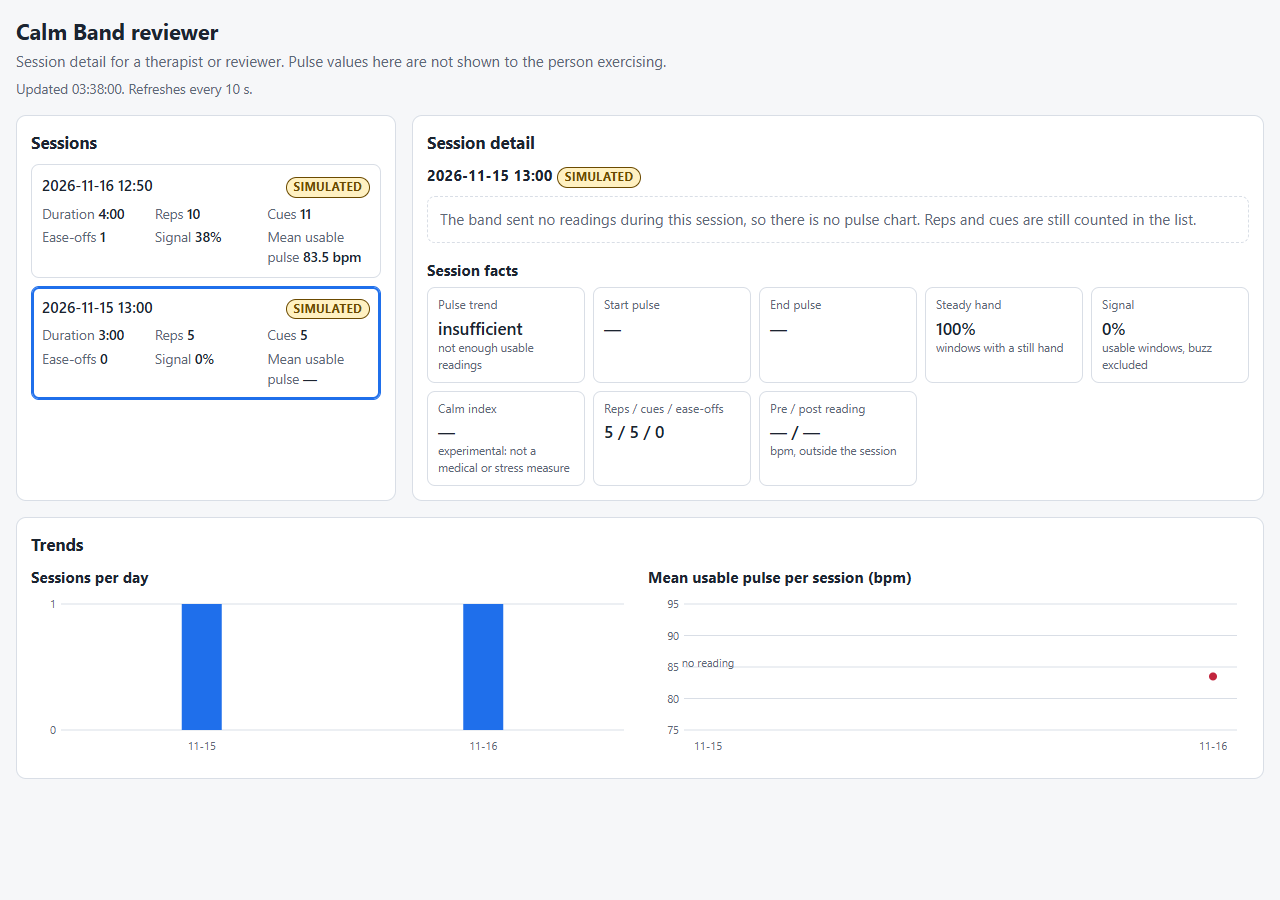 Calm Band reviewer
Session detail for a therapist or reviewer. Pulse values here are not shown to the person exercising.
Updated 03:38:00. Refreshes every 10 s.
Sessions
2026-11-16 12:50 SIMULATED
Duration 4:00 Reps 10 Cues 11
Ease-offs 1 Signal 38% Mean usable
pulse 83.5 bpm
2026-11-15 13:00 SIMULATED
Duration 3:00 Reps 5 Cues 5
Ease-offs 0 Signal 0% Mean usable
pulse —
Session detail
2026-11-15 13:00 SIMULATED
The band sent no readings during this session, so there is no pulse chart. Reps and cues are still counted in the list.
Session facts
Pulse trend
insufficient
not enough usable
readings
Start pulse
—
End pulse
—
Steady hand
100%
windows with a still hand
Signal
0%
usable windows, buzz
excluded
Calm index
—
experimental: not a
medical or stress measure
Reps / cues / ease-offs
5 / 5 / 0
Pre / post reading
— / —
bpm, outside the session
Trends
Sessions per day
1
0
11-15 11-16
Mean usable pulse per session (bpm)
95
90
85 no reading
80
75
11-15 11-16